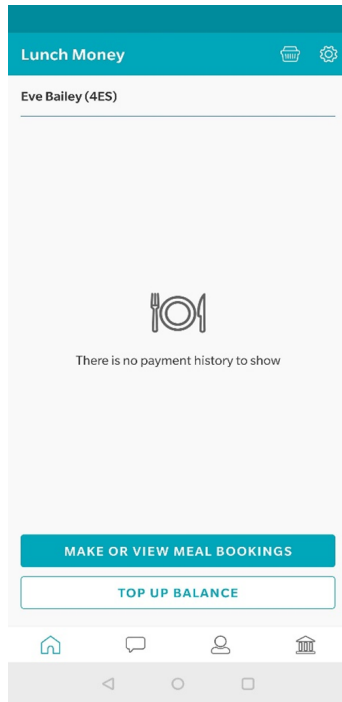 Lunch Money
Eve Bailey (4ES)
There is no payment history to show
MAKE OR VIEW MEAL BOOKINGS
TOP UP BALANCE